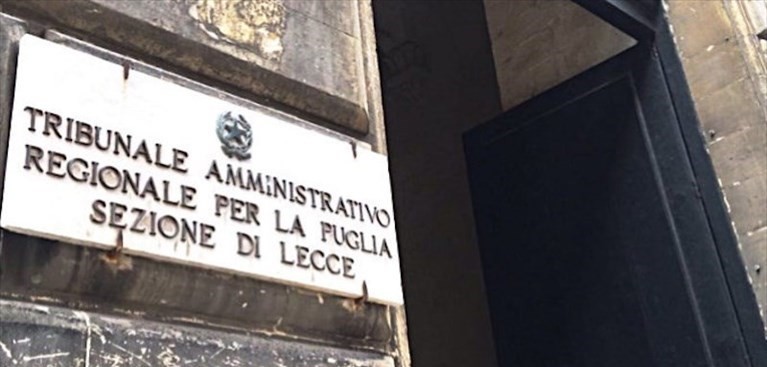 TRIBUNALE AMMINISTRATIVO
REGIONALE PER LA PUGLIA
SEZIONE DI LECCE